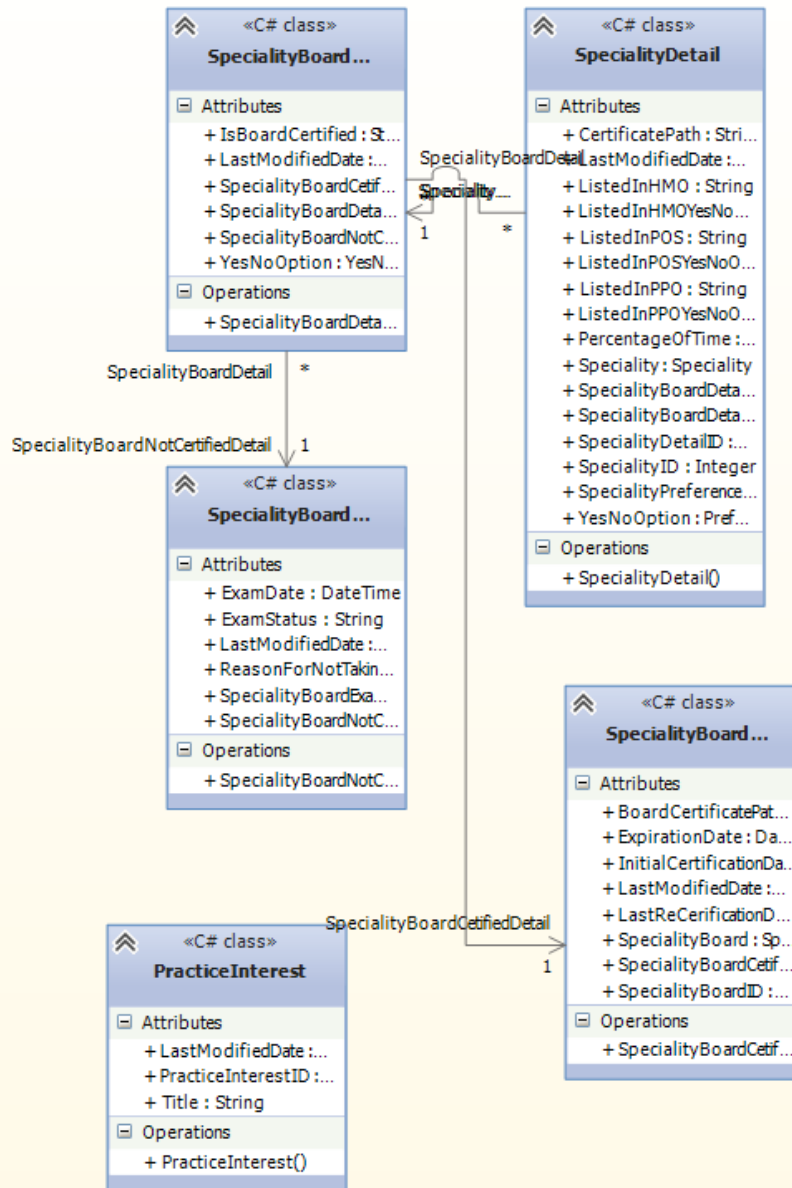 «C# class»
SpecialityBoard...
Attributes
+ IsBoardCertified : St...
+ LastModifiedDate :...
+ SpecialityBoardCetif...
+ SpecialityBoardDeta...
+ SpecialityBoardNotC...
+ YesNoOption : YesN...
Operations
+ SpecialityBoardDeta...
«C# class»
SpecialityDetail
Attributes
+ CertificatePath : Stri...
+ LastModifiedDate :...
+ ListedInHMO : String
+ ListedInHMOYesNo...
+ ListedInPOS : String
+ ListedInPOSYesNoO...
+ ListedInPPO : String
+ ListedInPPOYesNoO...
+ PercentageOfTime :...
+ Speciality : Speciality
+ SpecialityBoardDeta...
+ SpecialityBoardDeta...
+ SpecialityDetailID :...
+ SpecialityID : Integer
+ SpecialityPreference...
+ YesNoOption : Pref...
Operations
+ SpecialityDetail()
SpecialityBoardDetail
1
*
SpecialityBoardDetail
*
SpecialityBoardNotCertifiedDetail
1
«C# class»
SpecialityBoard...
Attributes
+ ExamDate : DateTime
+ ExamStatus : String
+ LastModifiedDate :...
+ ReasonForNotTakin...
+ SpecialityBoardExa...
+ SpecialityBoardNotC...
Operations
+ SpecialityBoardNotC...
«C# class»
SpecialityBoard...
Attributes
+ BoardCertificatePat...
+ ExpirationDate : Da...
+ InitialCertificationDa...
+ LastModifiedDate :...
+ LastReCerificationD...
+ SpecialityBoard : Sp...
+ SpecialityBoardCetif...
+ SpecialityBoardID :...
Operations
+ SpecialityBoardCetif...
SpecialityBoardCetifiedDetail
1
«C# class»
PracticeInterest
Attributes
+ LastModifiedDate :...
+ PracticeInterestID :...
+ Title : String
Operations
+ PracticeInterest()